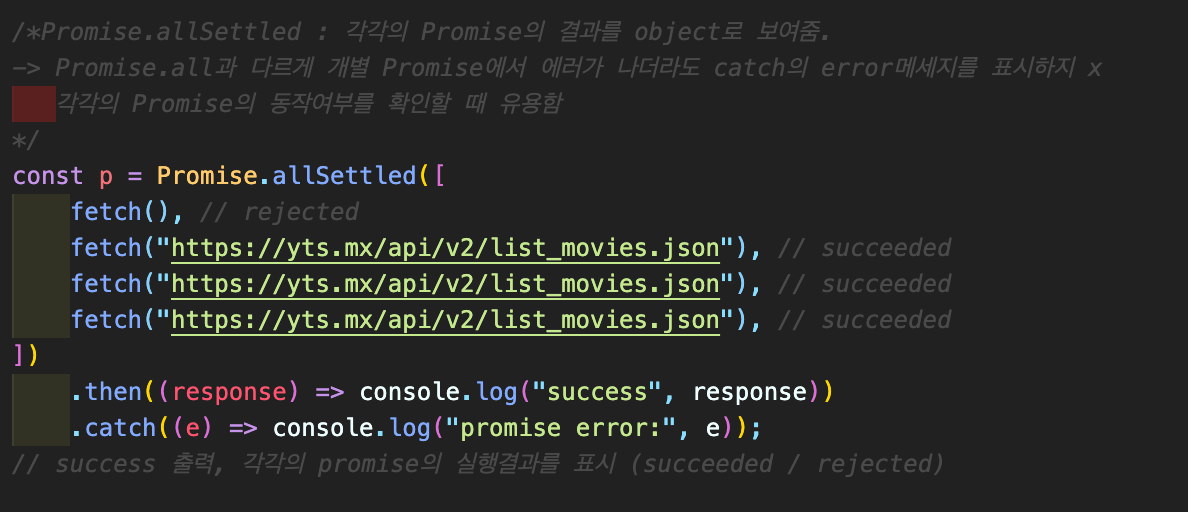 /*Promise.allSettled : 각각의 Promise의 결과를 object로 보여줌.
-> Promise.all과 다르게 개별 Promise에서 에러가 나더라도 catch의 error메세지를 표시하지 x
각각의 Promise의 동작여부를 확인할 때 유용함
*/
const p = Promise.allSettled([
fetch(), // rejected
fetch("https://yts.mx/api/v2/list_movies.json"), // succeeded
fetch("https://yts.mx/api/v2/list_movies.json"), // succeeded
fetch("https://yts.mx/api/v2/list_movies.json"), // succeeded
])
.then((response) => console.log("success", response))
.catch((e) => console.log("promise error:", e));
// success 출력, 각각의 promise의 실행결과를 표시 (succeeded / rejected)